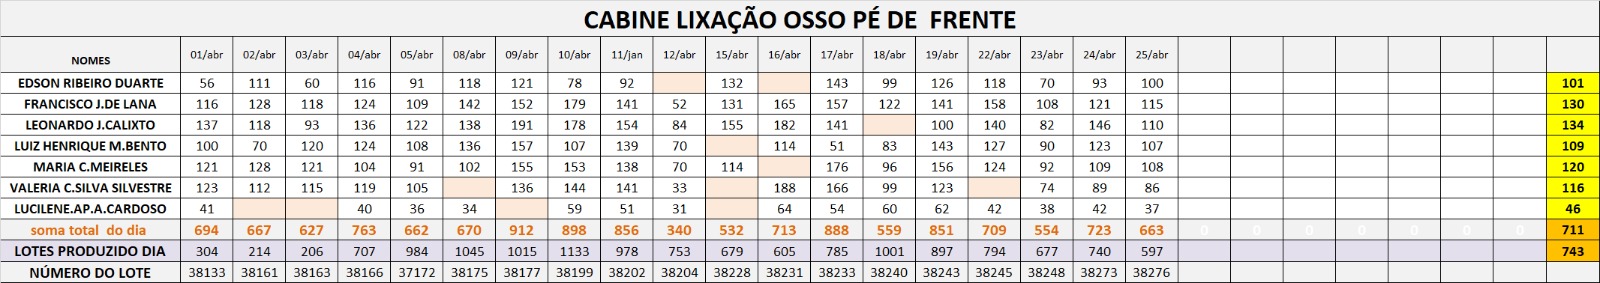 CABINE LIXAÇÃO OSSO PÉ DE FRENTE
NOMES 01/abr 02/abr 03/abr 04/abr 05/abr 08/abr 09/abr 10/abr 11/jan 12/abr 15/abr 16/abr 17/abr 18/abr 19/abr 22/abr 23/abr 24/abr 25/abr
EDSON RIBEIRO DUARTE 56 111 60 116 91 118 121 78 92 132 143 99 126 118 70 93 100 101
FRANCISCO J.DE LANA 116 128 118 124 109 142 152 179 141 52 131 165 157 122 141 158 108 121 115 130
LEONARDO J.CALIXTO 137 118 93 136 122 138 191 178 154 84 155 182 141 100 140 82 146 110 134
LUIZ HENRIQUE M.BENTO 100 70 120 124 108 136 157 107 139 70 114 51 83 143 127 90 123 107 109
MARIA C.MEIRELES 121 128 121 104 91 102 155 153 138 70 114 176 96 156 124 92 109 108 120
VALERIA C.SILVA SILVESTRE 123 112 115 119 105 136 144 141 33 188 166 99 123 74 89 86 116
LUCILENE.AP.A.CARDOSO 41 40 36 34 59 51 31 64 54 60 62 42 38 42 37 46
soma total do dia 694 667 627 763 662 670 912 898 856 340 532 713 888 559 851 709 554 723 663 0 0 0 0 0 0 0 711
LOTES PRODUZIDO DIA 304 214 206 707 984 1045 1015 1133 978 753 679 605 785 1001 897 794 677 740 597 743
NÚMERO DO LOTE 38133 38161 38163 38166 37172 38175 38177 38199 38202 38204 38228 38231 38233 38240 38243 38245 38248 38273 38276